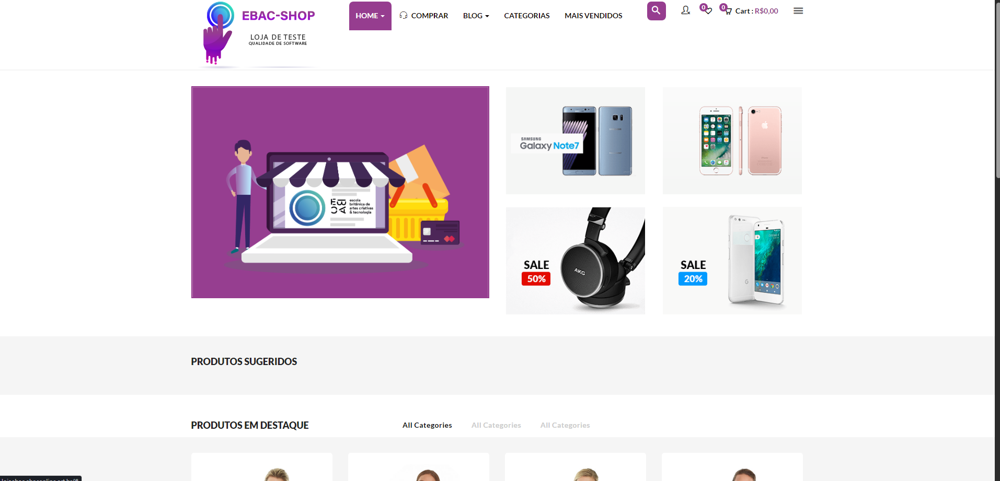 EBAC-SHOP
LOJA DE TESTE
QUALIDADE DE SOFTWARE
HOME COMPRAR BLOG CATEGORIAS MAIS VENDIDOS
0 0 Cart : R$0,00
SAMSUNG
Galaxy Note7
escola
britânica de
artes criativas
& tecnologia
EBAC
AKG
SALE
50%
SALE
20%
PRODUTOS SUGERIDOS
PRODUTOS EM DESTAQUE All Categories All Categories All Categories